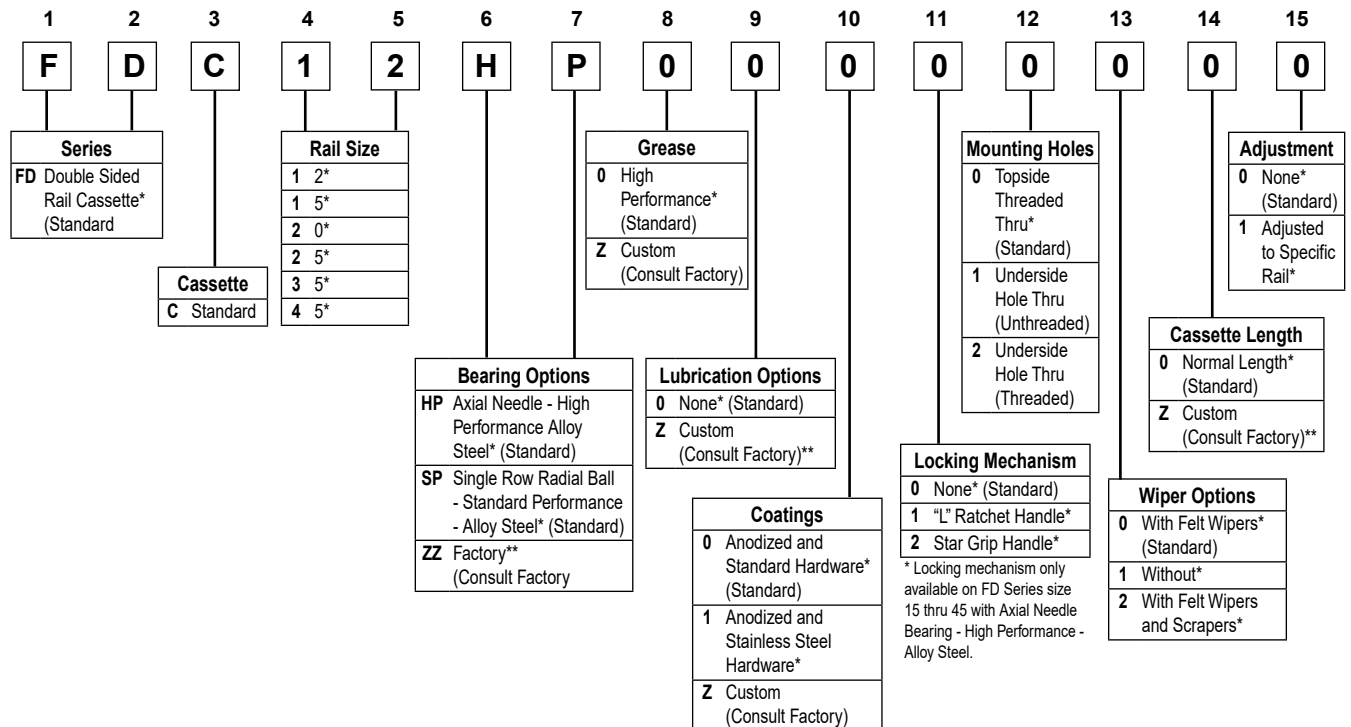 1 2 3 4 5 6 7 8 9 10 11 12 13 14 15
F D C 1 2 H P 0 0 0 0 0 0 0 0
Series
FD Double Sided
Rail Cassette*
(Standard
Cassette
C Standard
Rail Size
1 2*
1 5*
2 0*
2 5*
3 5*
4 5*
Bearing Options
HP Axial Needle - High
Performance Alloy
Steel* (Standard)
SP Single Row Radial Ball
- Standard Performance
- Alloy Steel* (Standard)
ZZ Factory**
(Consult Factory
Grease
0 High
Performance*
(Standard)
Z Custom
(Consult Factory)
Lubrication Options
0 None* (Standard)
Z Custom
(Consult Factory)**
Coatings
0 Anodized and
Standard Hardware*
(Standard)
1 Anodized and
Stainless Steel
Hardware*
Z Custom
(Consult Factory)
Locking Mechanism
0 None* (Standard)
1 “L” Ratchet Handle*
2 Star Grip Handle*
* Locking mechanism only
available on FD Series size
15 thru 45 with Axial Needle
Bearing - High Performance -
Alloy Steel.
Mounting Holes
0 Topside
Threaded
Thru*
(Standard)
1 Underside
Hole Thru
(Unthreaded)
2 Underside
Hole Thru
(Threaded)
Wiper Options
0 With Felt Wipers*
(Standard)
1 Without*
2 With Felt Wipers
and Scrapers*
Cassette Length
0 Normal Length*
(Standard)
Z Custom
(Consult Factory)**
Adjustment
0 None*
(Standard)
1 Adjusted
to Specific
Rail*